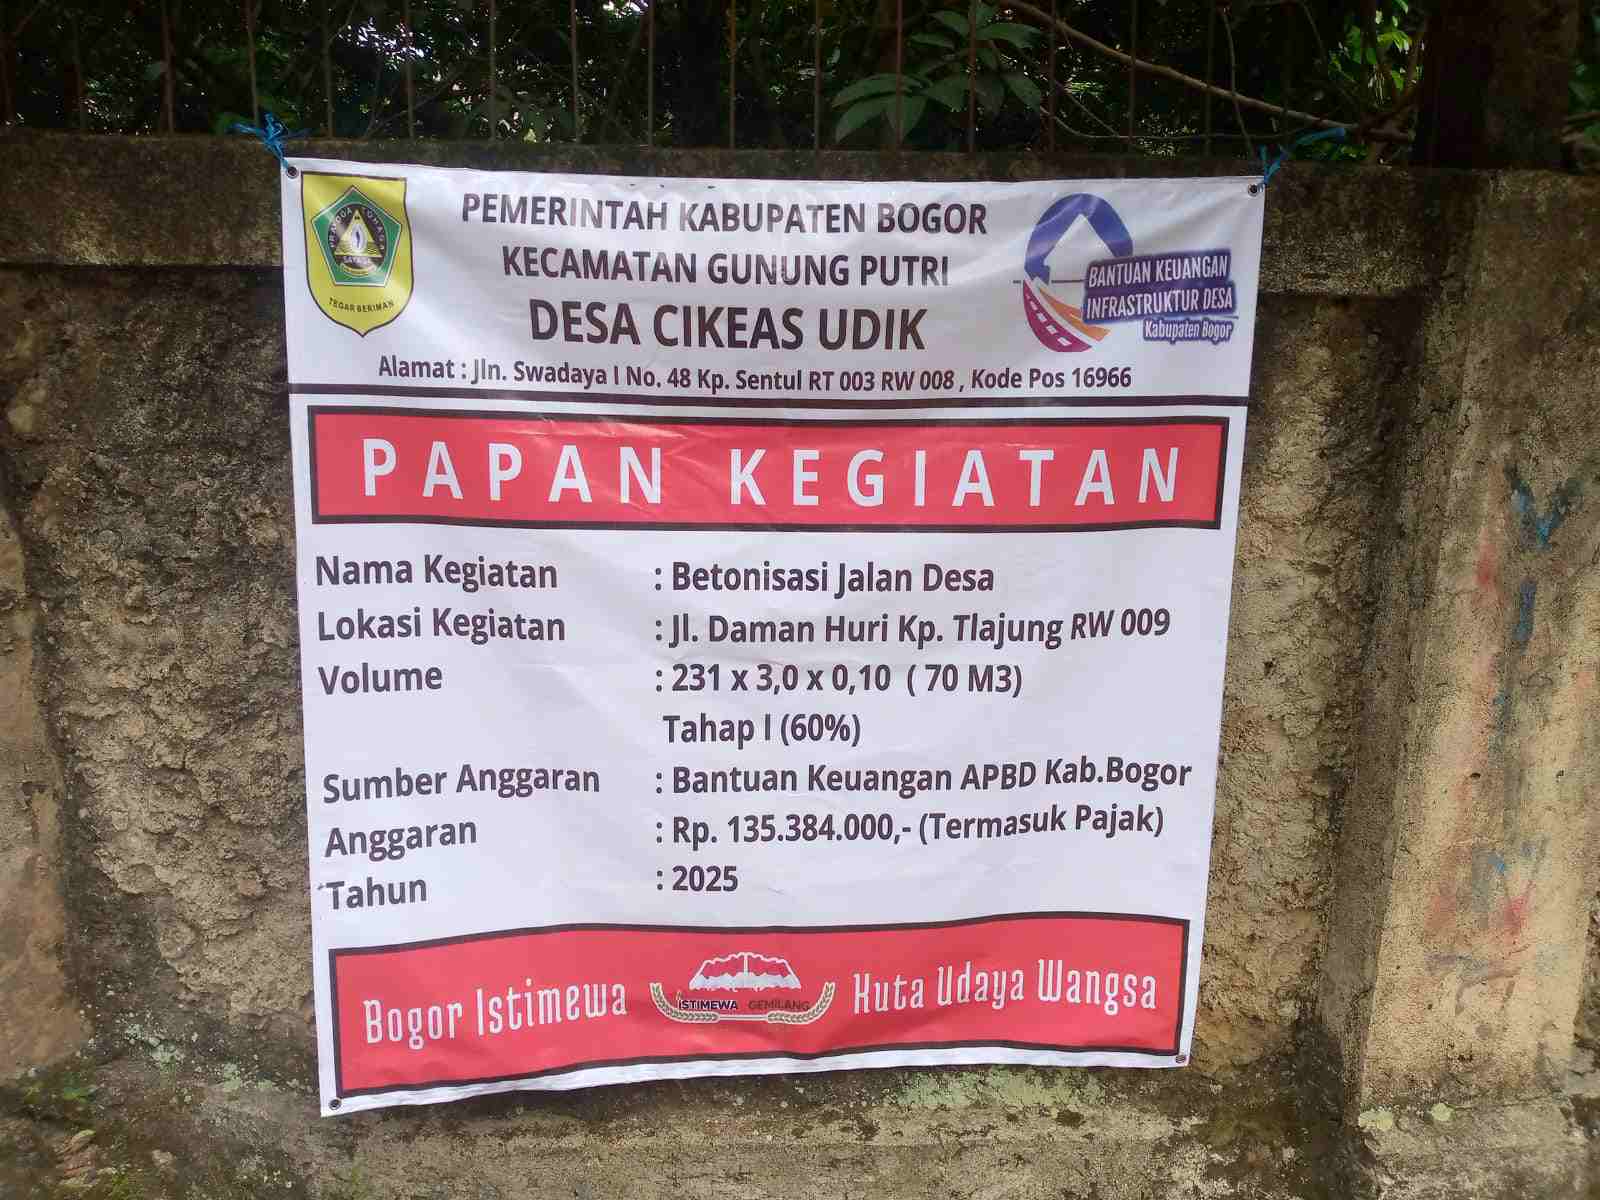 PEMERINTAH KABUPATEN BOGOR
KECAMATAN GUNUNG PUTRI
DESA CIKEAS UDIK
Alamat : Jln. Swadaya I No. 48 Kp. Sentul RT 003 RW 008 , Kode Pos 16966
PRAYOGA TOHAGA
SAYAGA
TEGAR BERIMAN
BANTUAN KEUANGAN
INFRASTRUKTUR DESA
Kabupaten Bogor
PAPAN KEGIATAN
Nama Kegiatan : Betonisasi Jalan Desa
Lokasi Kegiatan : Jl. Daman Huri Kp. Tlajung RW 009
Volume : 231 x 3,0 x 0,10 ( 70 M3)
Tahap I (60%)
Sumber Anggaran : Bantuan Keuangan APBD Kab.Bogor
Anggaran : Rp. 135.384.000,- (Termasuk Pajak)
Tahun : 2025
Bogor Istimewa ISTIMEWA GEMILANG Kuta Udaya Wangsa